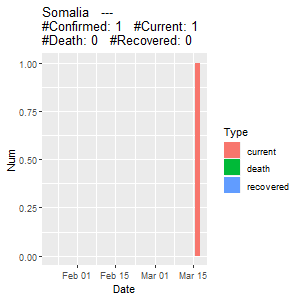 Somalia   ---
#Confirmed: 1   #Current: 1
#Death: 0   #Recovered: 0
1.00
0.75
0.50
0.25
0.00
Num
Feb 01 Feb 15 Mar 01 Mar 15
Date
Type
current
death
recovered